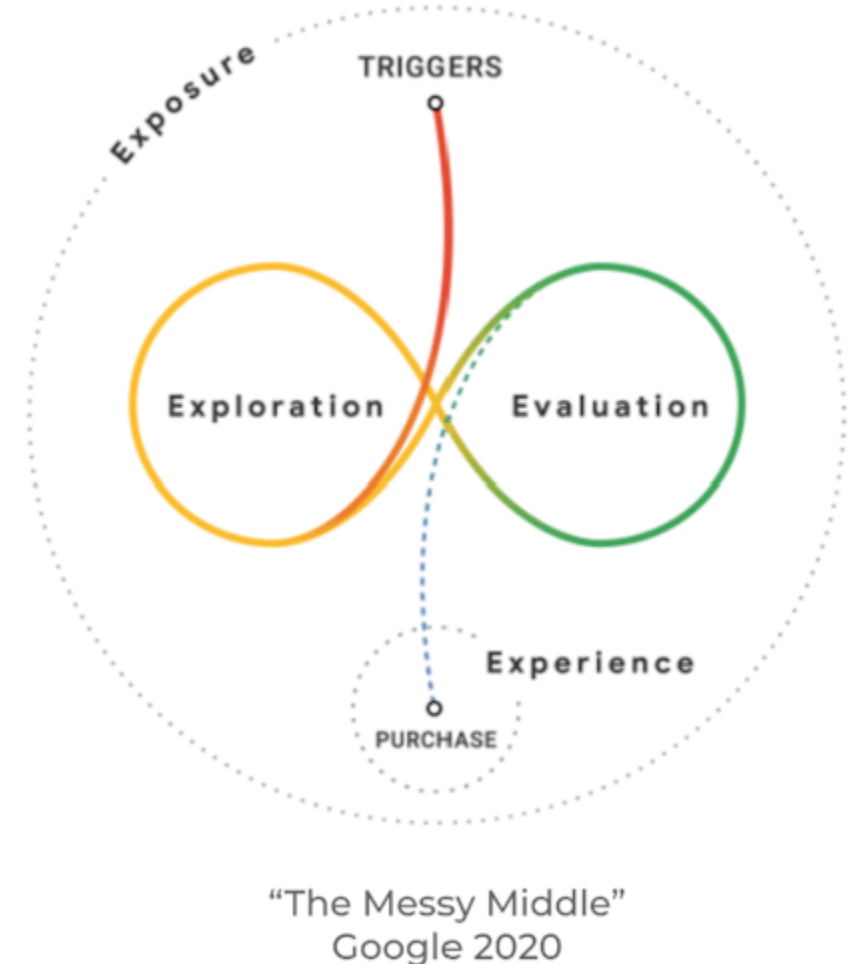 Exposure
TRIGGERS
Exploration
Evaluation
Experience
PURCHASE
“The Messy Middle”
Google 2020